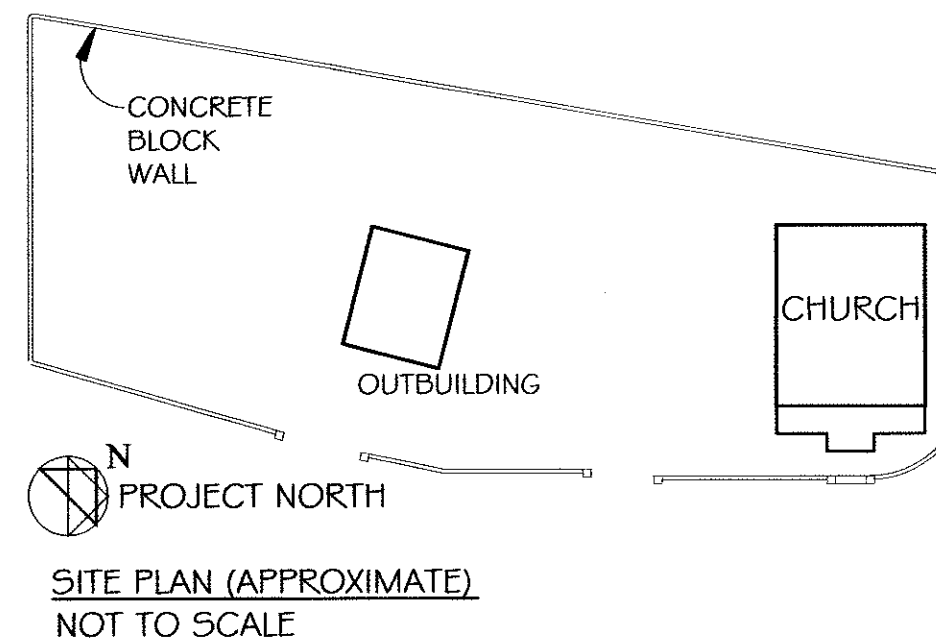 CONCRETE
BLOCK
WALL
CHURCH
OUTBUILDING
N
PROJECT NORTH
SITE PLAN (APPROXIMATE)
NOT TO SCALE